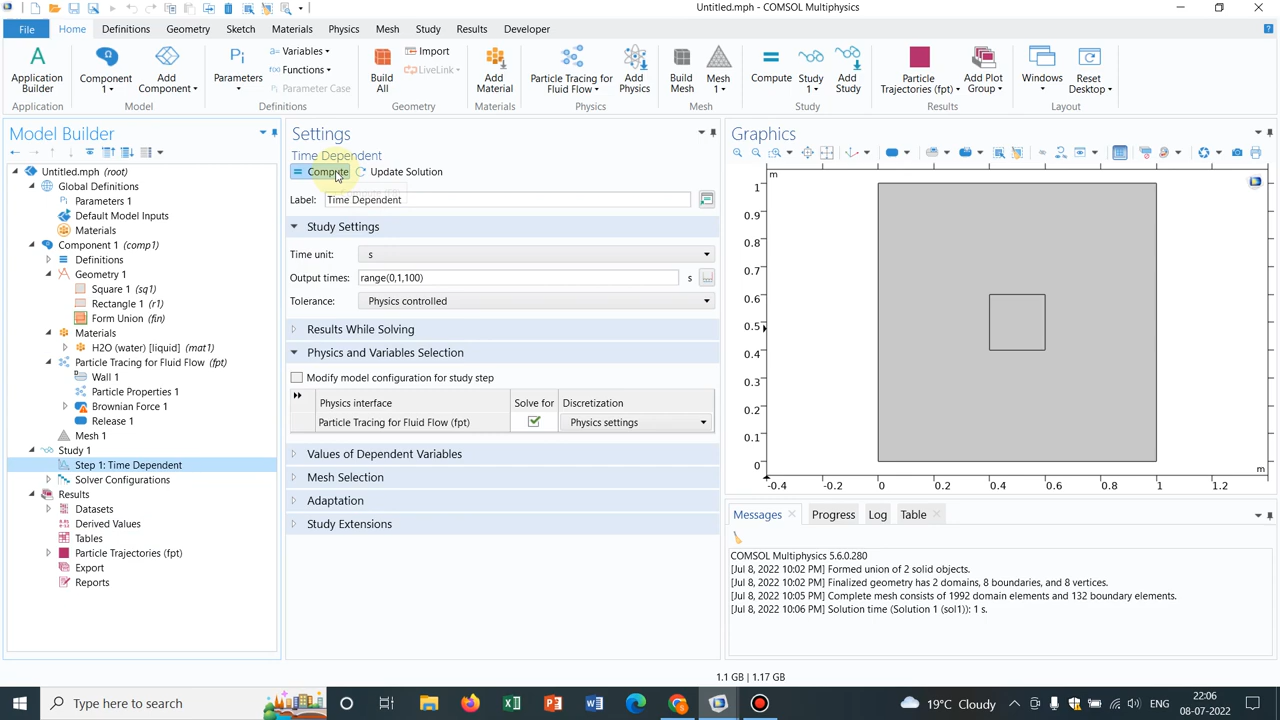 Untitled.mph - COMSOL Multiphysics
File Home Definitions Geometry Sketch Materials Physics Mesh Study Results Developer
Application Builder
Component 1
Add Component
Parameters
Variables
Functions
Parameter Case
Build All
Import
LiveLink
Add Material
Particle Tracing for Fluid Flow
Add Physics
Build Mesh
Mesh 1
Compute
Study 1
Add Study
Particle Trajectories (fpt)
Add Plot Group
Windows
Reset Desktop
Application Model Definitions Geometry Materials Physics Mesh Study Results Layout
Model Builder
Untitled.mph (root)
Global Definitions
Parameters 1
Default Model Inputs
Materials
Component 1 (comp1)
Definitions
Geometry 1
Square 1 (sq1)
Rectangle 1 (r1)
Form Union (fin)
Materials
H2O (water) [liquid] (mat1)
Particle Tracing for Fluid Flow (fpt)
Wall 1
Particle Properties 1
Brownian Force 1
Release 1
Mesh 1
Study 1
Step 1: Time Dependent
Solver Configurations
Results
Datasets
Derived Values
Tables
Particle Trajectories (fpt)
Export
Reports
Settings
Time Dependent
Compute Update Solution
Label: Time Dependent
Study Settings
Time unit: s
Output times: range(0,1,100) s
Tolerance: Physics controlled
Results While Solving
Physics and Variables Selection
Modify model configuration for study step
Physics interface Solve for Discretization
Particle Tracing for Fluid Flow (fpt) Physics settings
Values of Dependent Variables
Mesh Selection
Adaptation
Study Extensions
Graphics
m
1
0.9
0.8
0.7
0.6
0.5
0.4
0.3
0.2
0.1
0
m
-0.4 -0.2 0 0.2 0.4 0.6 0.8 1 1.2
Messages Progress Log Table
COMSOL Multiphysics 5.6.0.280
[Jul 8, 2022 10:02 PM] Formed union of 2 solid objects.
[Jul 8, 2022 10:02 PM] Finalized geometry has 2 domains, 8 boundaries, and 8 vertices.
[Jul 8, 2022 10:05 PM] Complete mesh consists of 1992 domain elements and 132 boundary elements.
[Jul 8, 2022 10:06 PM] Solution time (Solution 1 (sol1)): 1 s.
1.1 GB | 1.17 GB
Type here to search
19°C Cloudy
ENG
22:06
08-07-2022